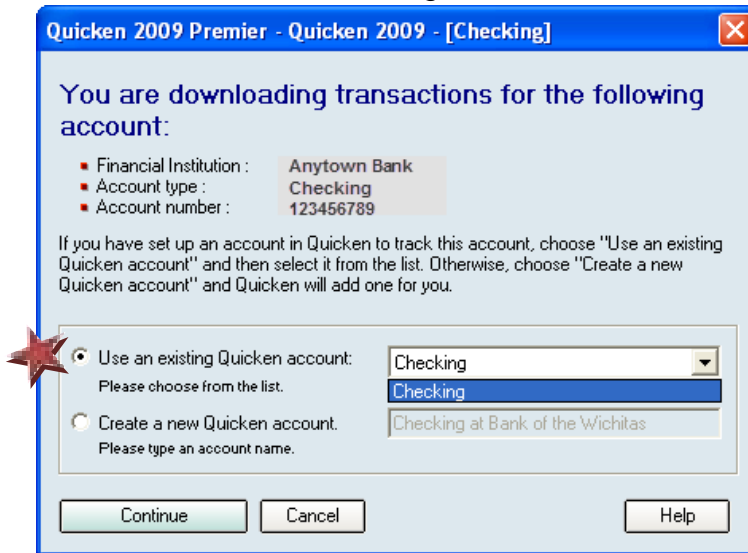 Quicken 2009 Premier - Quicken 2009 - [Checking]
You are downloading transactions for the following
account:
Financial Institution : Anytown Bank
Account type : Checking
Account number : 123456789
If you have set up an account in Quicken to track this account, choose "Use an existing
Quicken account" and then select it from the list. Otherwise, choose "Create a new
Quicken account" and Quicken will add one for you.
Use an existing Quicken account: Checking
Please choose from the list. Checking
Create a new Quicken account. Checking at Bank of the Wichitas
Please type an account name.
Continue Cancel Help